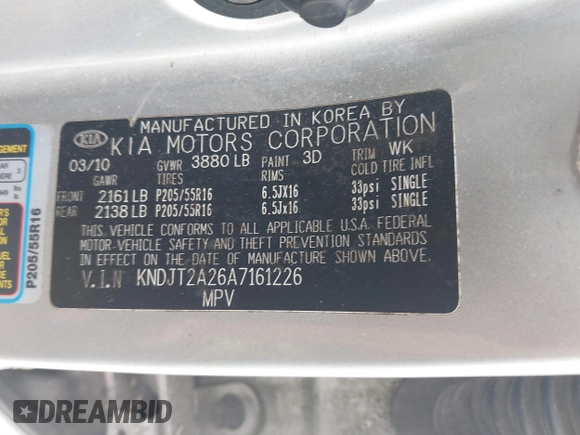 MANUFACTURED IN KOREA BY
KIA KIA MOTORS CORPORATION
03/10 GVWR 3880 LB PAINT 3D TRIM WK
GAWR TIRES RIMS COLD TIRE INFL
FRONT 2161 LB P205/55R16 6.5JX16 33psi SINGLE
REAR 2138 LB P205/55R16 6.5Jx16 33psi SINGLE
THIS VEHICLE CONFORMS TO ALL APPLICABLE U.S.A. FEDERAL
MOTOR VEHICLE SAFETY AND THEFT PREVENTION STANDARDS
IN EFFECT ON THE DATE OF MANUFACTURE SHOWN ABOVE.
V.I.N KNDJT2A26A7161226
MPV
P205/55R16
DREAMBID